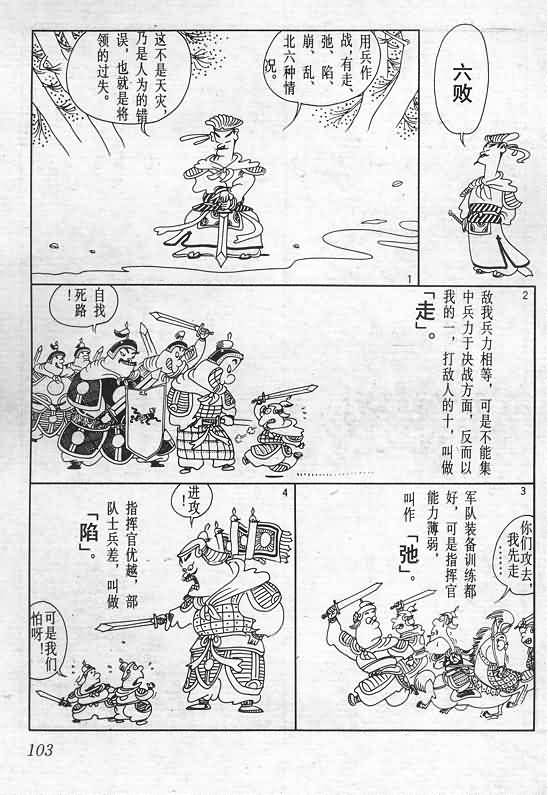 六败
用兵作
战,有走、
弛、陷、
崩、乱、
北六种情
况。
这不是天灾,
乃是人为的错
误,也就是将
领的过失。
1
2
敌我兵力相等,可是不能集
中兵力于决战方面,反而以
我的一,打敌人的十,叫做
「走」。
自找
死路!
3
你们攻去,
我先走
……
军队装备训练都
好,可是指挥官
能力薄弱。
叫作「弛」。
4
进攻!
指挥官优越,部
队士兵差,叫做
「陷」。
可是我们
怕呀!
103